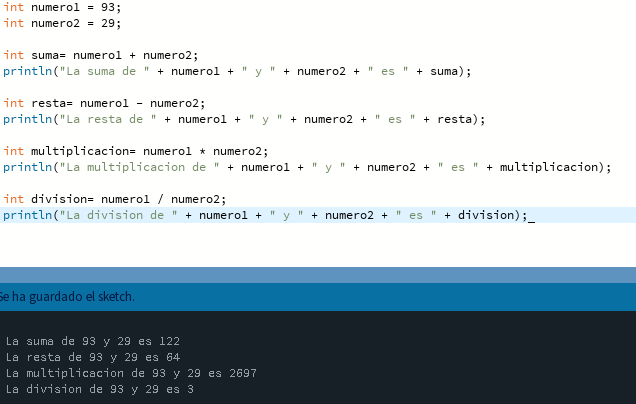 int numero1 = 93;
int numero2 = 29;
int suma= numero1 + numero2;
println("La suma de " + numero1 + " y " + numero2 + " es " + suma);
int resta= numero1 - numero2;
println("La resta de " + numero1 + " y " + numero2 + " es " + resta);
int multiplicacion= numero1 * numero2;
println("La multiplicacion de " + numero1 + " y " + numero2 + " es " + multiplicacion);
int division= numero1 / numero2;
println("La division de " + numero1 + " y " + numero2 + " es " + division);
Se ha guardado el sketch.
La suma de 93 y 29 es 122
La resta de 93 y 29 es 64
La multiplicacion de 93 y 29 es 2697
La division de 93 y 29 es 3